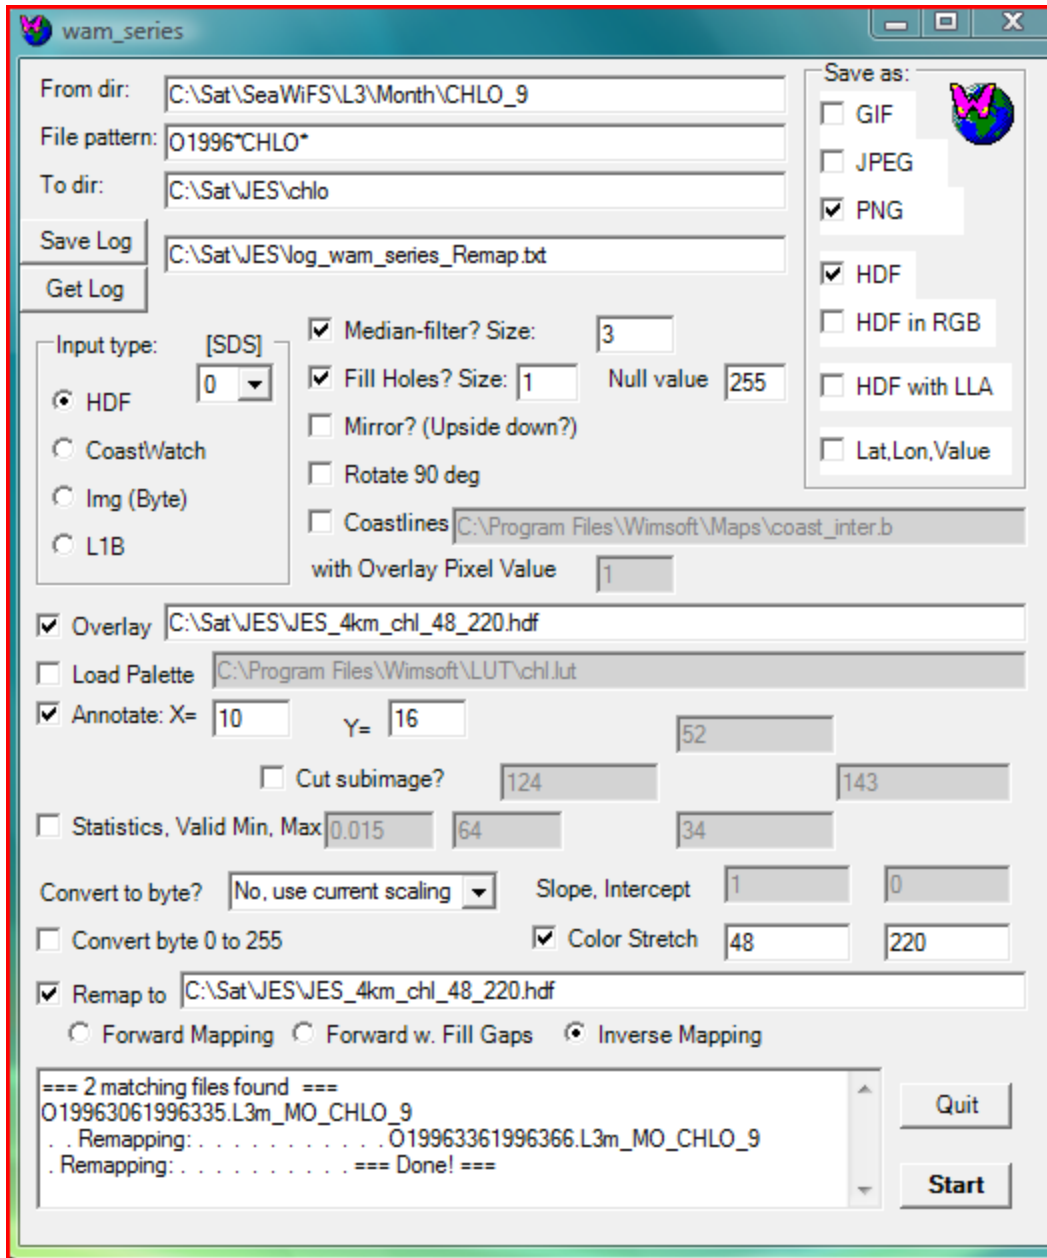 wam_series
From dir: C:\Sat\SeaWiFS\L3\Month\CHLO_9
File pattern: O1996*CHLO*
To dir: C:\Sat\JES\chlo
Save Log C:\Sat\JES\log_wam_series_Remap.txt
Get Log
Save as:
GIF
JPEG
PNG
HDF
HDF in RGB
HDF with LLA
Lat,Lon,Value
Input type: [SDS]
0
HDF
CoastWatch
Img (Byte)
L1B
Median-filter? Size: 3
Fill Holes? Size: 1 Null value 255
Mirror? (Upside down?)
Rotate 90 deg
Coastlines C:\Program Files\Wimsoft\Maps\coast_inter.b
with Overlay Pixel Value 1
Overlay C:\Sat\JES\JES_4km_chl_48_220.hdf
Load Palette C:\Program Files\Wimsoft\LUT\chl.lut
Annotate: X= 10 Y= 16
52
Cut subimage? 124 143
Statistics, Valid Min, Max 0.015 64 34
Convert to byte? No, use current scaling Slope, Intercept 1 0
Convert byte 0 to 255 Color Stretch 48 220
Remap to C:\Sat\JES\JES_4km_chl_48_220.hdf
Forward Mapping Forward w. Fill Gaps Inverse Mapping
=== 2 matching files found ===
O19963061996335.L3m_MO_CHLO_9
. . Remapping: . . . . . . . . . . . O19963361996366.L3m_MO_CHLO_9
. Remapping: . . . . . . . . . . === Done! ===
Quit
Start